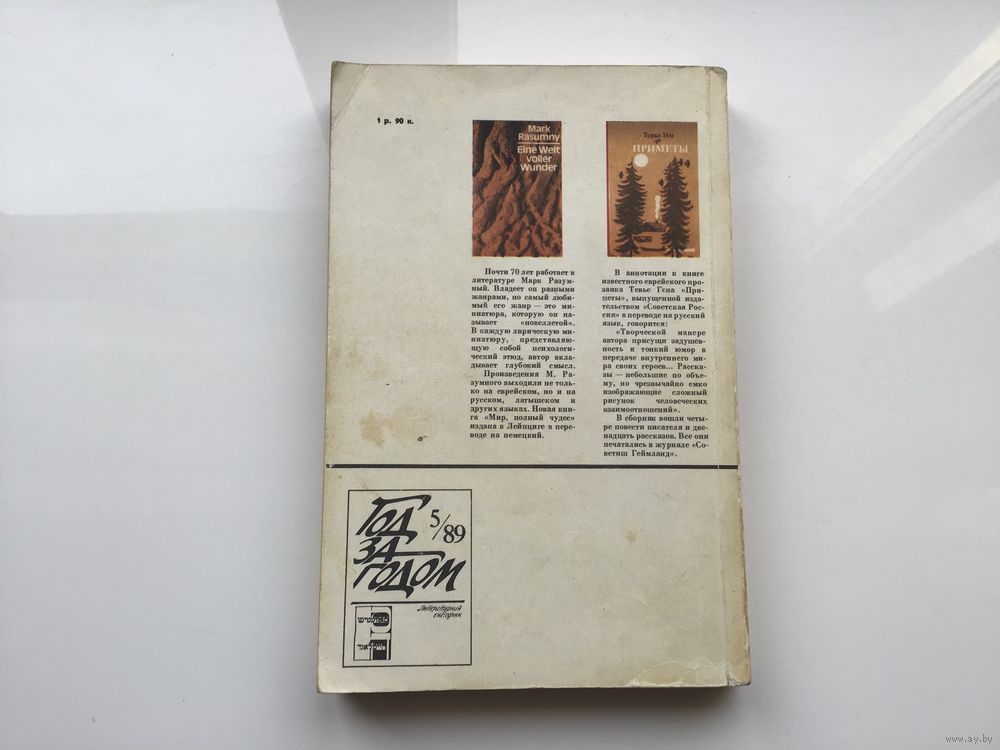 1 р. 90 к.
Mark
Rasumny
Eine Welt
voller
Wunder
Тевье Ген
ПРИМЕТЫ
Почти 70 лет работает в
литературе Марк Разум-
ный. Владеет он разными
жанрами, но самый люби-
мый его жанр — это ми-
ниатюра, которую он на-
зывает «новеллетой».
В каждую лирическую ми-
ниатюру, представляю-
щую собой психологи-
ческий этюд, автор вкла-
дывает глубокий смысл.
Произведения М. Ра-
зумного выходили не толь-
ко на еврейском, но и на
русском, латышском и
других языках. Новая кни-
га «Мир, полный чудес»
издана в Лейпциге в пере-
воде на немецкий.
В аннотации к книге
известного еврейского про-
заика Тевье Гена «При-
меты», выпущенной изда-
тельством «Советская Рос-
сия» в переводе на русский
язык, говорится:
«Творческой манере
автора присущи задушев-
ность и тонкий юмор в
передаче внутреннего ми-
ра своих героев... Расска-
зы — небольшие по объе-
му, но чрезвычайно емко
изображающие сложный
рисунок человеческих
взаимоотношений».
В сборник вошли четы-
ре повести писателя и две-
надцать рассказов. Все они
печатались в журнале «Со-
ветиш Геймланд».
ГОД
5/89
ЗА
ГОДОМ
Литературный
ежегодник
www.ay.by